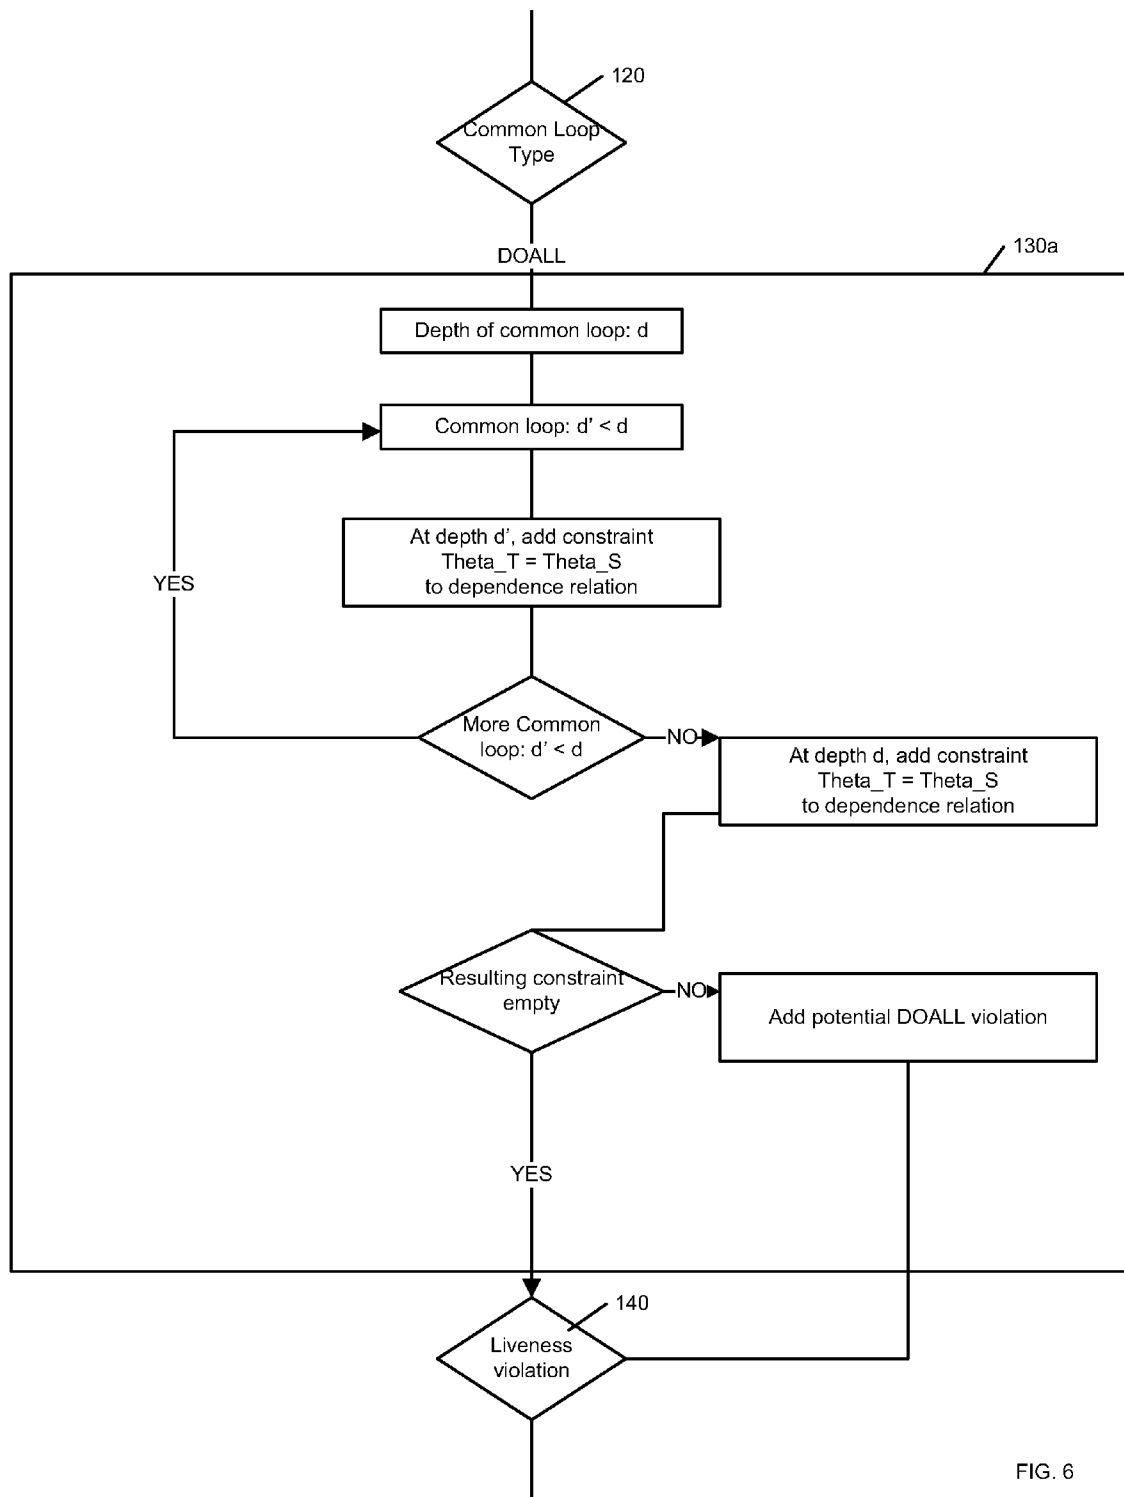 120
Common Loop
Type
DOALL
130a
Depth of common loop: d
Common loop: d' < d
At depth d', add constraint
Theta_T = Theta_S
to dependence relation
YES
More Common
loop: d' < d
NO
At depth d, add constraint
Theta_T = Theta_S
to dependence relation
Resulting constraint
empty
NO
Add potential DOALL violation
YES
140
Liveness
violation
FIG. 6